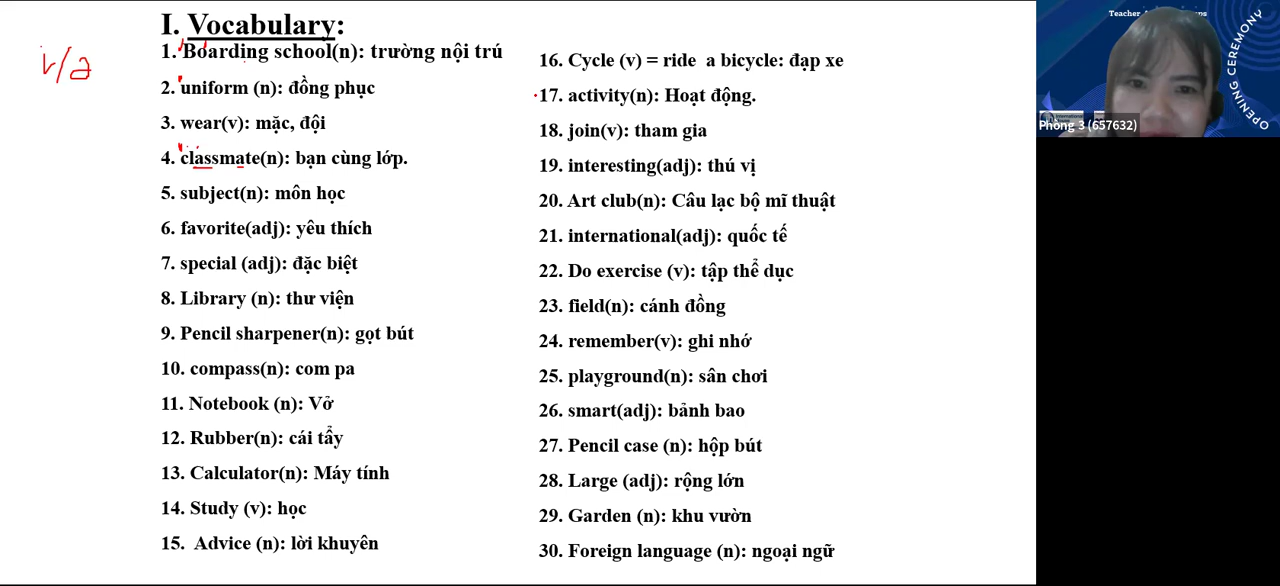 I. Vocabulary:
1. Boarding school(n): trường nội trú
2. uniform (n): đồng phục
3. wear(v): mặc, đội
4. classmate(n): bạn cùng lớp.
5. subject(n): môn học
6. favorite(adj): yêu thích
7. special (adj): đặc biệt
8. Library (n): thư viện
9. Pencil sharpener(n): gọt bút
10. compass(n): com pa
11. Notebook (n): Vở
12. Rubber(n): cái tẩy
13. Calculator(n): Máy tính
14. Study (v): học
15. Advice (n): lời khuyên
16. Cycle (v) = ride a bicycle: đạp xe
17. activity(n): Hoạt động.
18. join(v): tham gia
19. interesting(adj): thú vị
20. Art club(n): Câu lạc bộ mĩ thuật
21. international(adj): quốc tế
22. Do exercise (v): tập thể dục
23. field(n): cánh đồng
24. remember(v): ghi nhớ
25. playground(n): sân chơi
26. smart(adj): bảnh bao
27. Pencil case (n): hộp bút
28. Large (adj): rộng lớn
29. Garden (n): khu vườn
30. Foreign language (n): ngoại ngữ
Teacher
OPENING CEREMONY
Phòng 3 (657632)